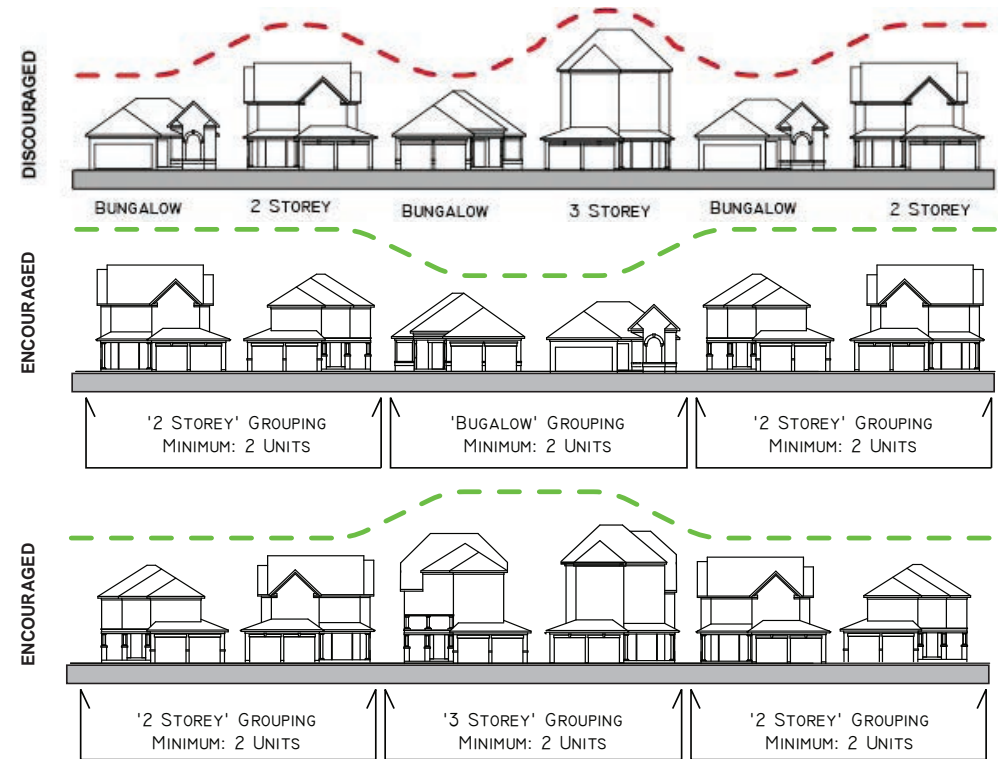 DISCOURAGED
BUNGALOW 2 STOREY BUNGALOW 3 STOREY BUNGALOW 2 STOREY
ENCOURAGED
'2 STOREY' GROUPING 'BUGALOW' GROUPING '2 STOREY' GROUPING
MINIMUM: 2 UNITS MINIMUM: 2 UNITS MINIMUM: 2 UNITS
ENCOURAGED
'2 STOREY' GROUPING '3 STOREY' GROUPING '2 STOREY' GROUPING
MINIMUM: 2 UNITS MINIMUM: 2 UNITS MINIMUM: 2 UNITS